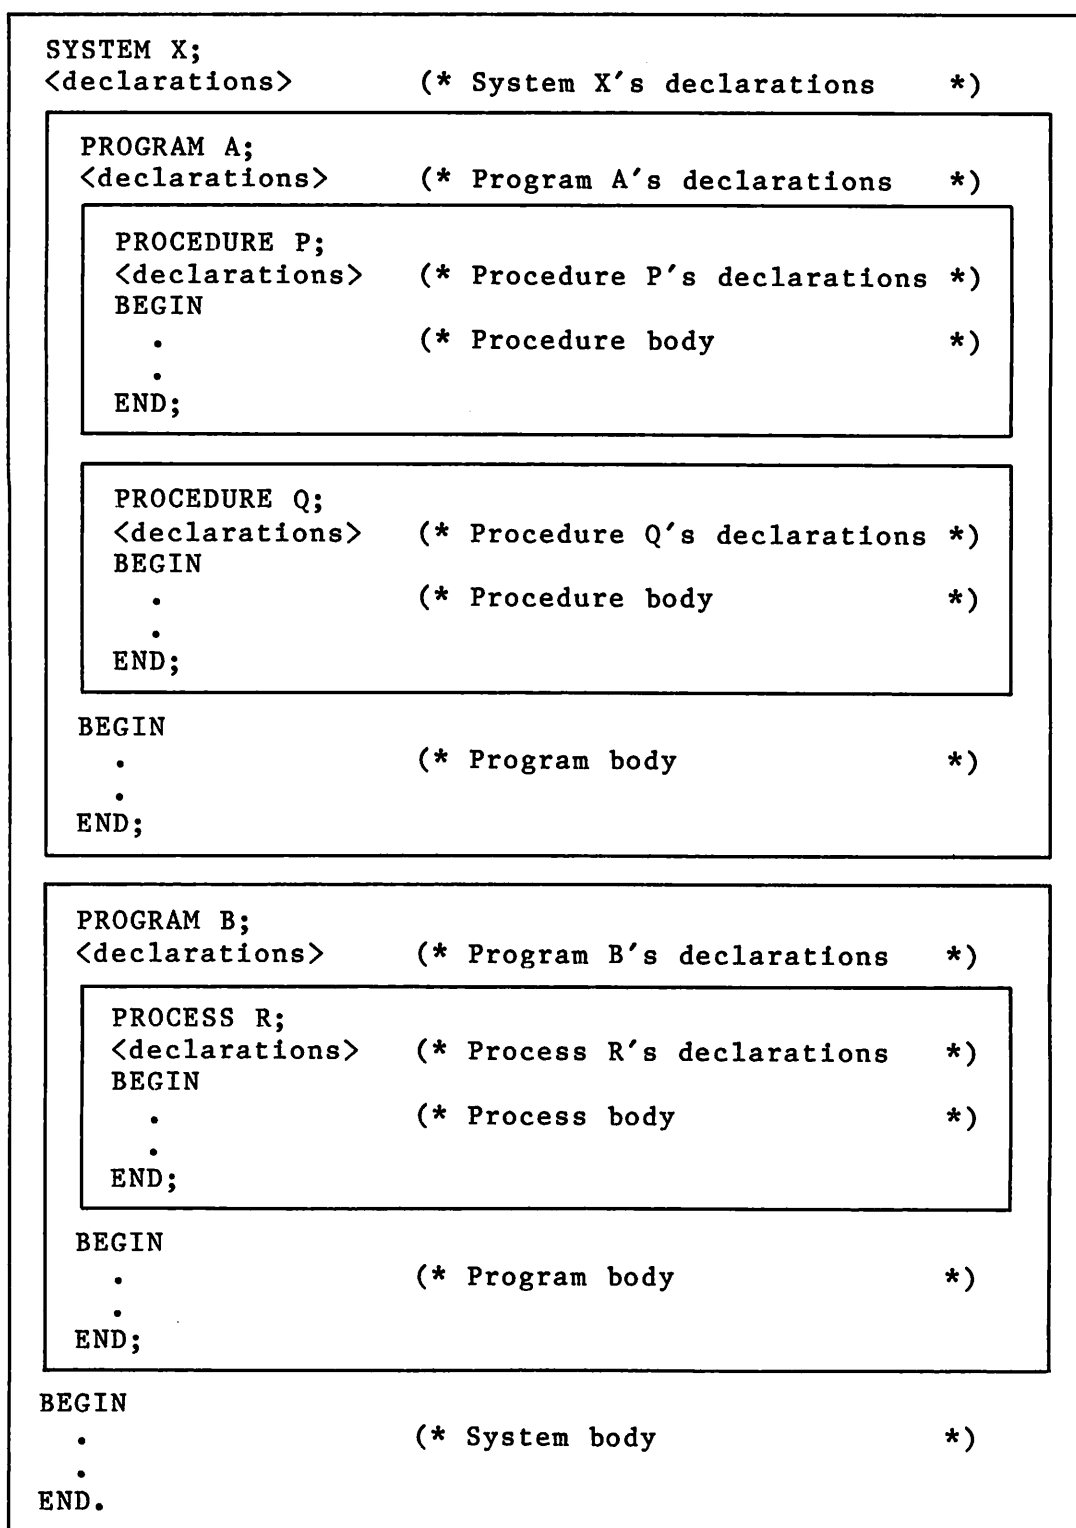 SYSTEM X;
<declarations> (* System X's declarations *)
PROGRAM A;
<declarations> (* Program A's declarations *)
PROCEDURE P;
<declarations> (* Procedure P's declarations *)
BEGIN
. (* Procedure body *)
.
END;
PROCEDURE Q;
<declarations> (* Procedure Q's declarations *)
BEGIN
. (* Procedure body *)
.
END;
BEGIN
. (* Program body *)
.
END;
PROGRAM B;
<declarations> (* Program B's declarations *)
PROCESS R;
<declarations> (* Process R's declarations *)
BEGIN
. (* Process body *)
.
END;
BEGIN
. (* Program body *)
.
END;
BEGIN
. (* System body *)
.
END.